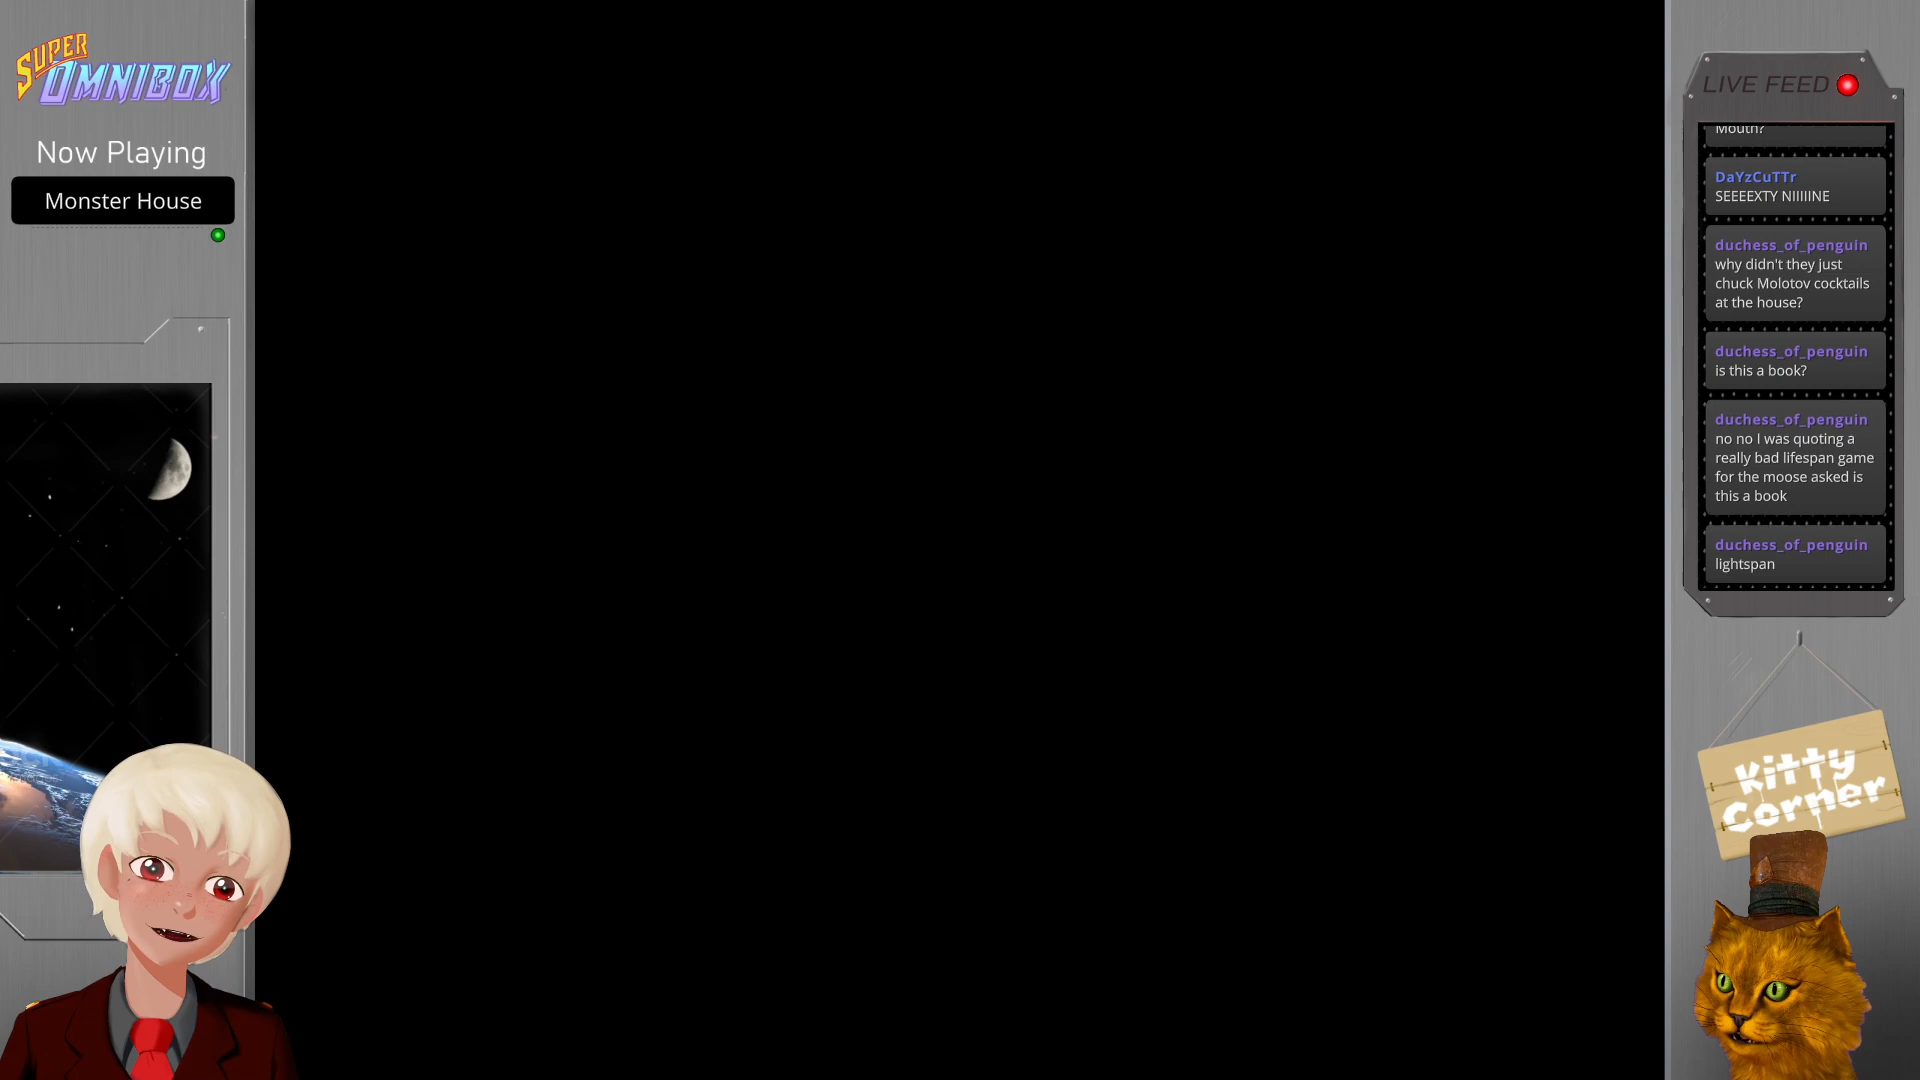 SUPER
OMNIBOX
Now Playing
Monster House
LIVE FEED
Mouth?
DaYzCuTTr
SEEEEXTY NIIIIINE
duchess_of_penguin
why didn't they just
chuck Molotov cocktails
at the house?
duchess_of_penguin
is this a book?
duchess_of_penguin
no no I was quoting a
really bad lifespan game
for the moose asked is
this a book
duchess_of_penguin
lightspan
Kitty
Corner